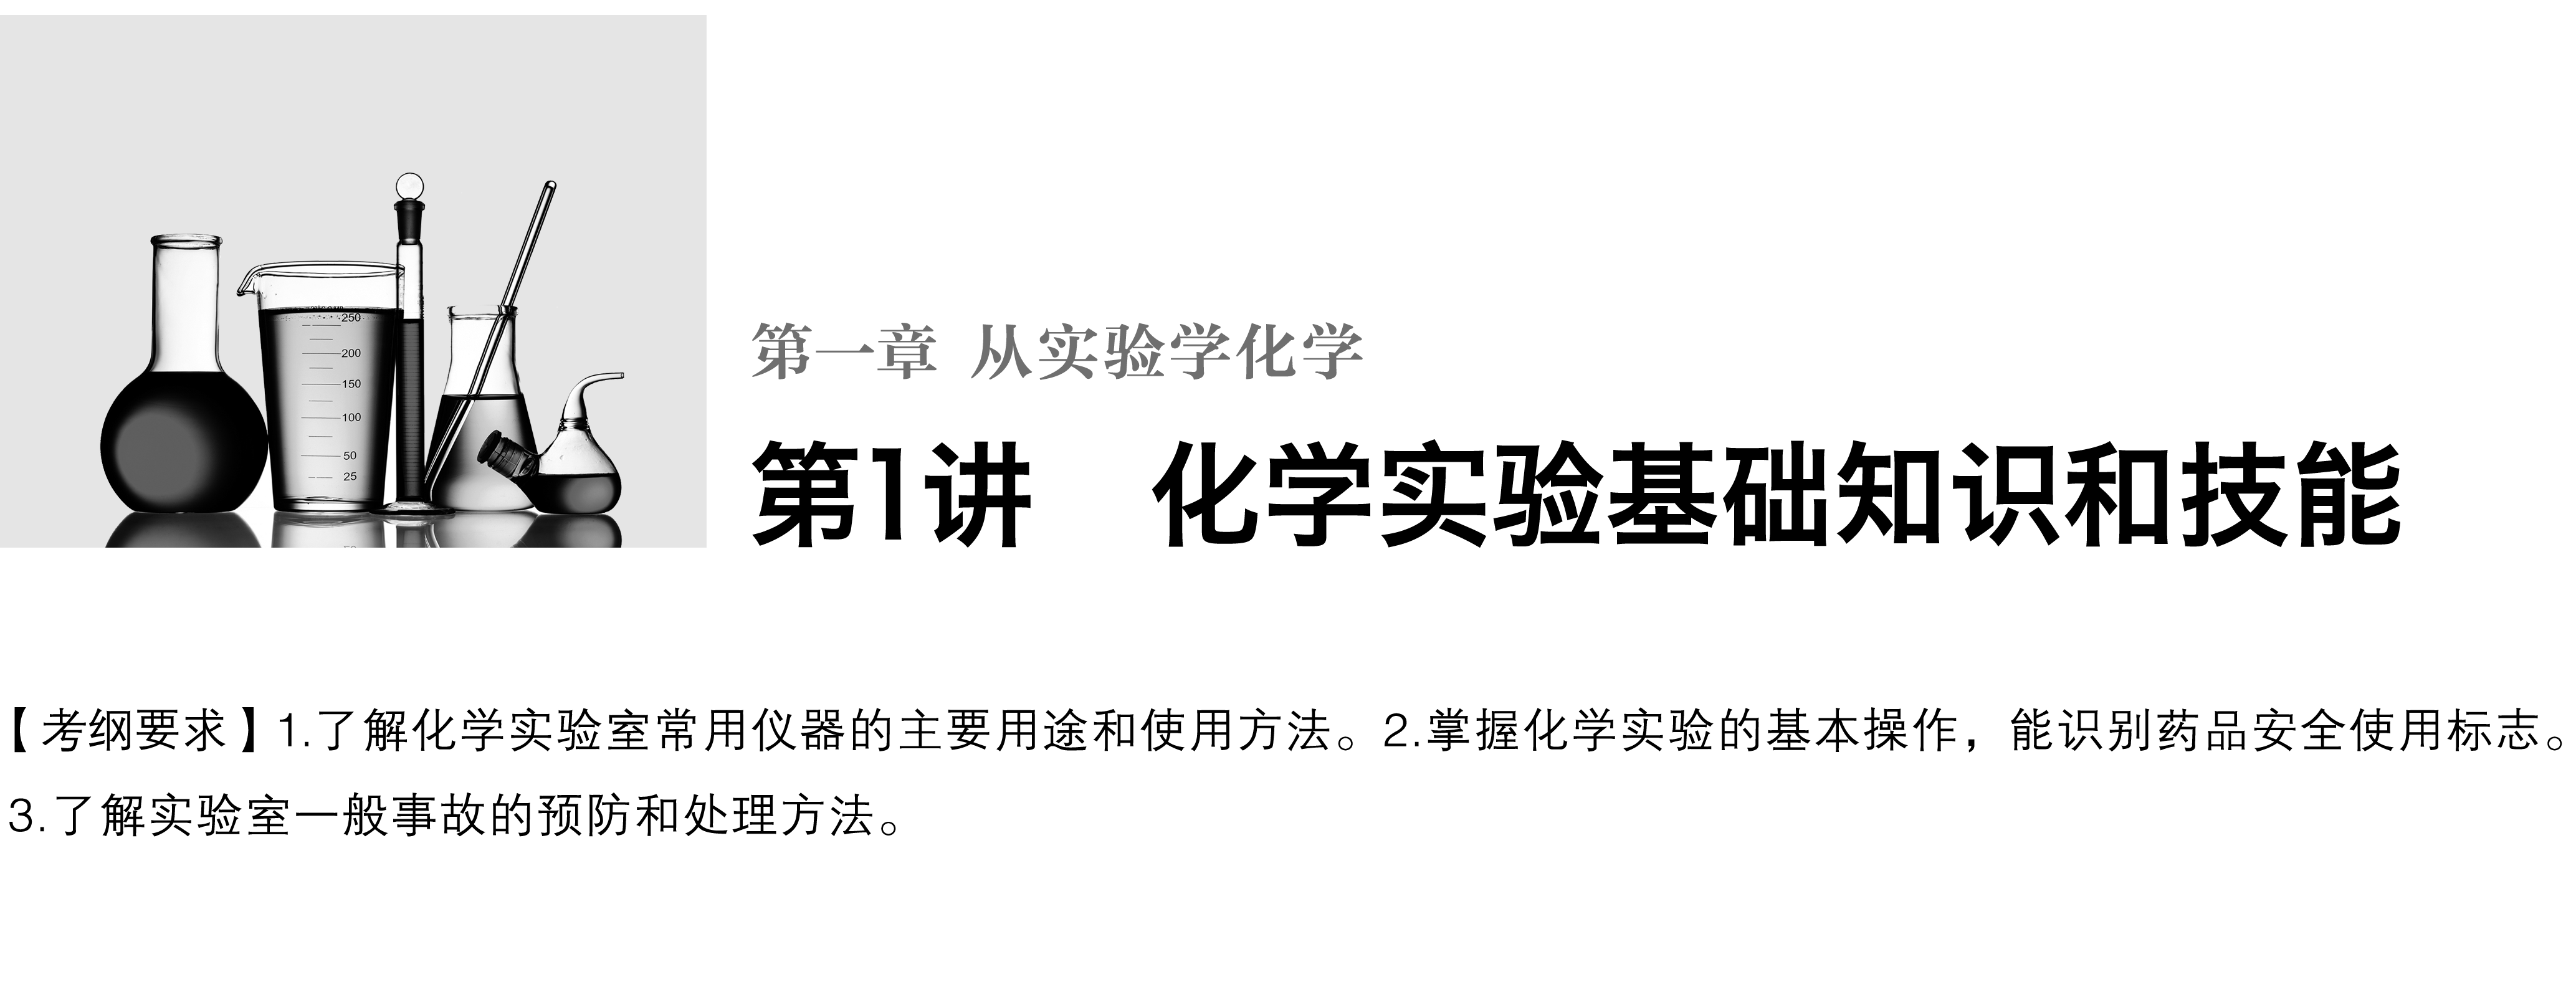 250
200
150
100
50
25
第一章 从实验学化学
第1讲 化学实验基础知识和技能
【考纲要求】1.了解化学实验室常用仪器的主要用途和使用方法。2.掌握化学实验的基本操作，能识别药品安全使用标志。
3.了解实验室一般事故的预防和处理方法。